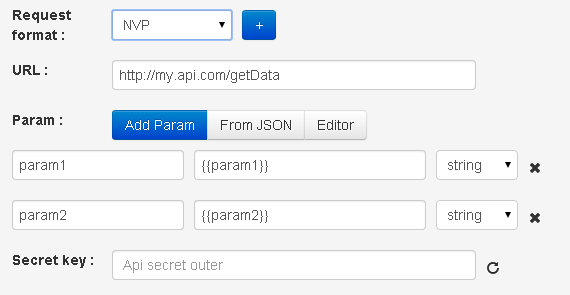 Request format :
NVP
+
URL :
http://my.api.com/getData
Param :
Add Param From JSON Editor
param1 {{param1}} string
param2 {{param2}} string
Secret key : Api secret outer